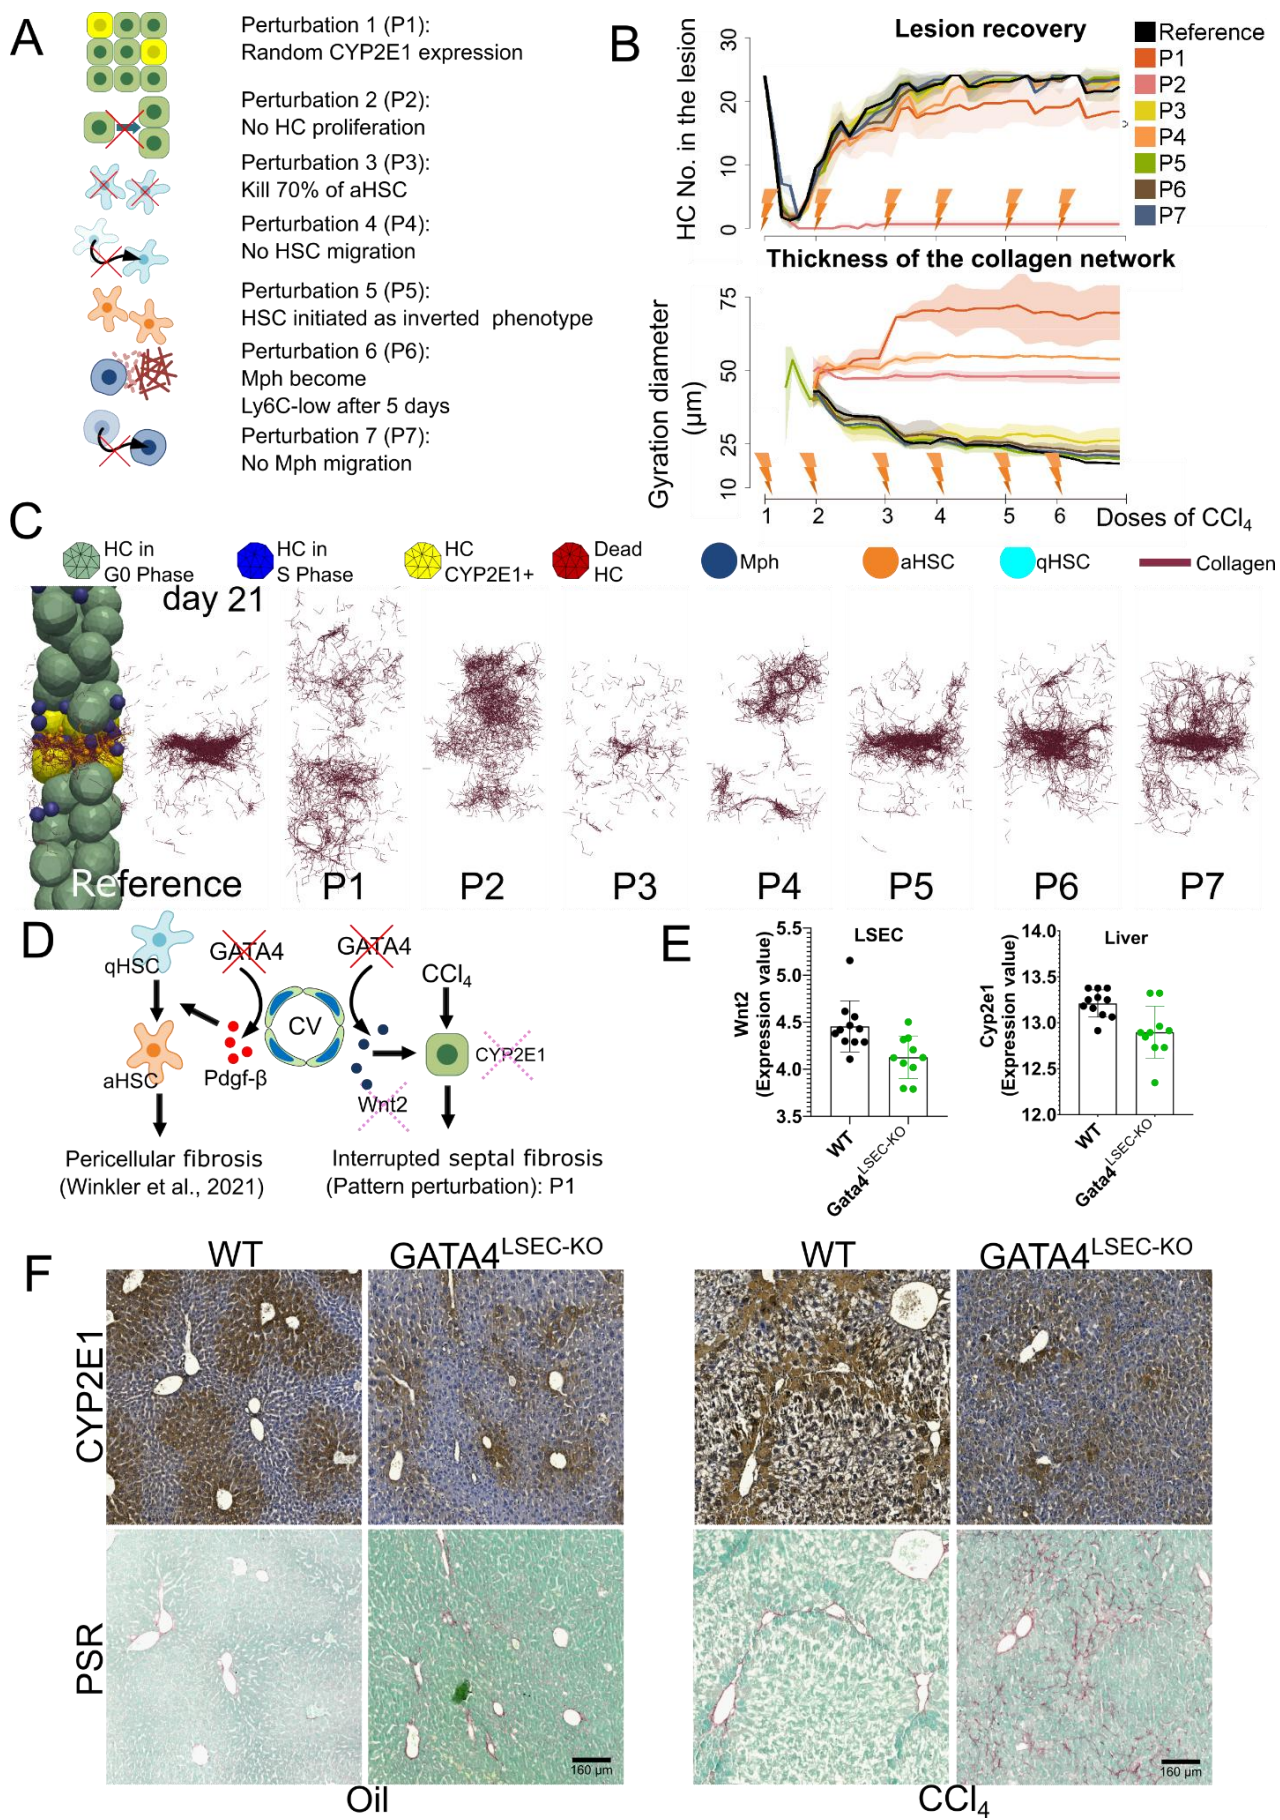 A
Perturbation 1 (P1):
Random CYP2E1 expression
Perturbation 2 (P2):
No HC proliferation
Perturbation 3 (P3):
Kill 70% of aHSC
Perturbation 4 (P4):
No HSC migration
Perturbation 5 (P5):
HSC initiated as inverted phenotype
Perturbation 6 (P6):
Mph become
Ly6C-low after 5 days
Perturbation 7 (P7):
No Mph migration
B
Lesion recovery
HC No. in the lesion
30
20
10
0
Reference
P1
P2
P3
P4
P5
P6
P7
Thickness of the collagen network
Gyration diameter
(μm)
75
50
25
10
1
2
3
4
5
6
Doses of CCl4
C
HC in
G0 Phase
HC in
S Phase
HC
CYP2E1+
Dead
HC
Mph
aHSC
qHSC
Collagen
day 21
Reference
P1
P2
P3
P4
P5
P6
P7
D
qHSC
GATA4
GATA4
CCl4
CV
aHSC
Pdgf-β
Wnt2
CYP2E1
Pericellular fibrosis
(Winkler et al., 2021)
Interrupted septal fibrosis
(Pattern perturbation): P1
E
LSEC
Wnt2
(Expression value)
5.5
5.0
4.5
4.0
3.5
WT
Gata4LSEC-KO
Liver
Cyp2e1
(Expression value)
14.0
13.5
13.0
12.5
12.0
WT
Gata4LSEC-KO
F
WT
GATA4LSEC-KO
WT
GATA4LSEC-KO
CYP2E1
PSR
160 μm
160 μm
Oil
CCl4